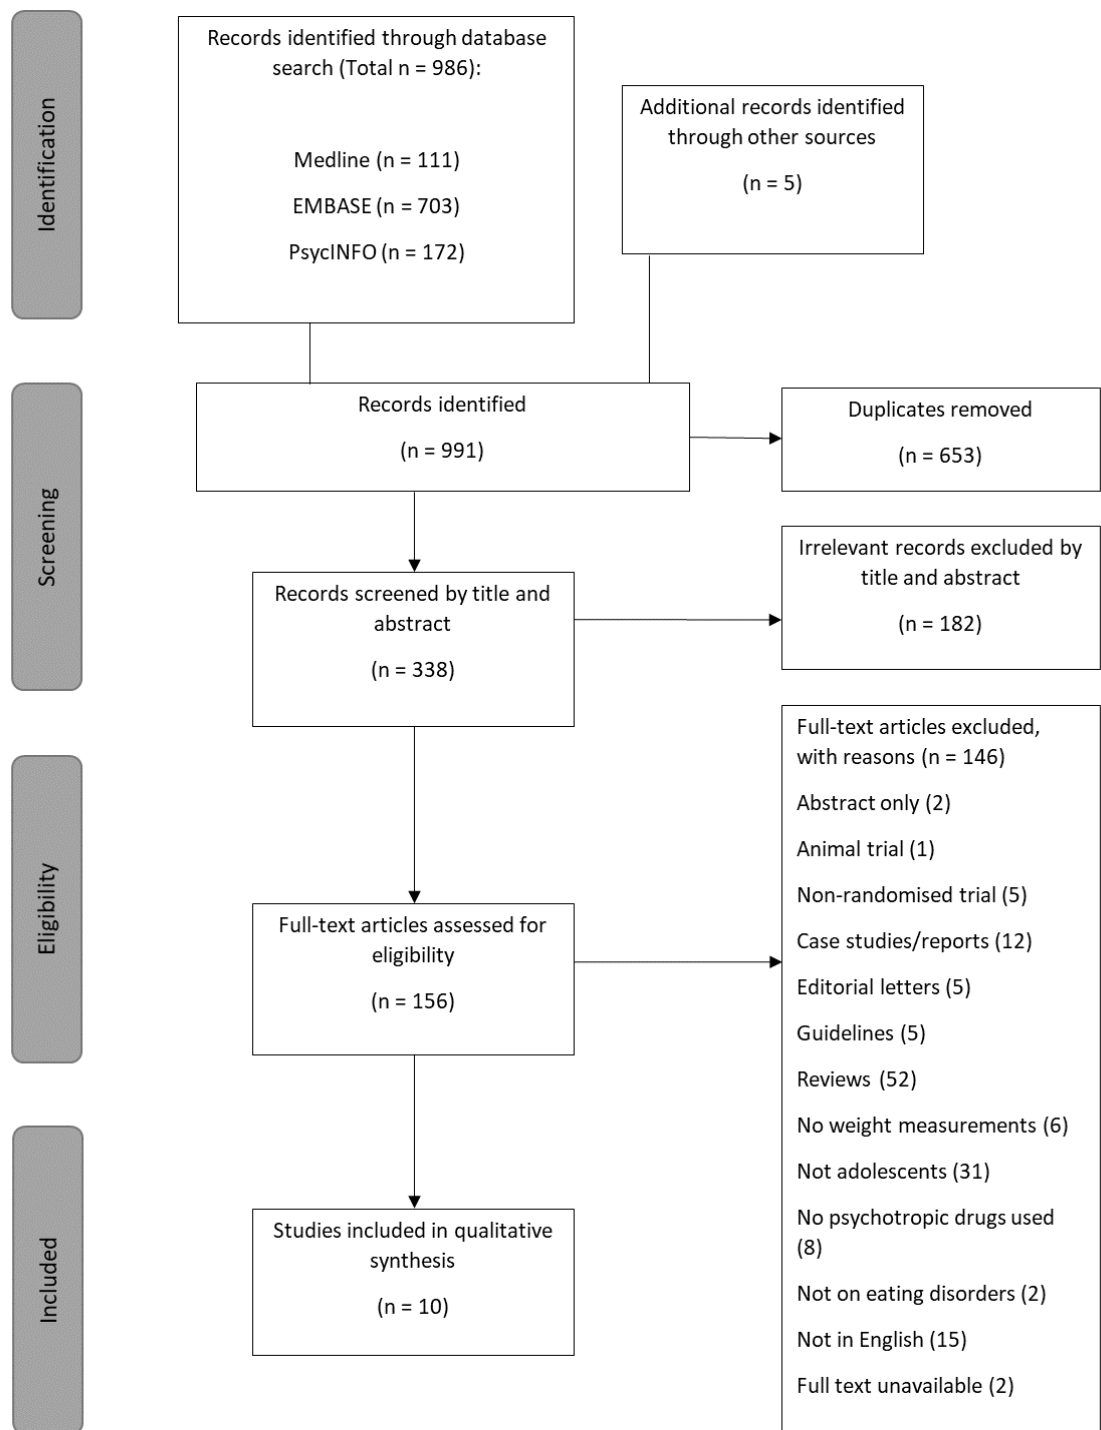 Identification
Records identified through database
search (Total n = 986):
Medline (n = 111)
EMBASE (n = 703)
PsycINFO (n = 172)
Additional records identified
through other sources
(n = 5)
Screening
Records identified
(n = 991)
Duplicates removed
(n = 653)
Records screened by title and
abstract
(n = 338)
Irrelevant records excluded by
title and abstract
(n = 182)
Eligibility
Full-text articles assessed for
eligibility
(n = 156)
Full-text articles excluded,
with reasons (n = 146)
Abstract only (2)
Animal trial (1)
Non-randomised trial (5)
Case studies/reports (12)
Editorial letters (5)
Guidelines (5)
Reviews (52)
No weight measurements (6)
Not adolescents (31)
No psychotropic drugs used
(8)
Not on eating disorders (2)
Not in English (15)
Full text unavailable (2)
Included
Studies included in qualitative
synthesis
(n = 10)